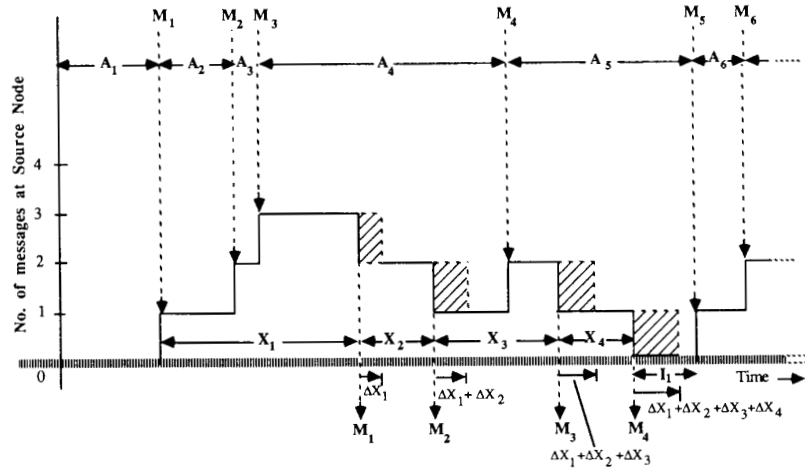 M₁ M₂ M₃ M₄ M₅ M₆
A₁ A₂ A₃ A₄ A₅ A₆
No. of messages at Source Node
4
3
2
1
0
X₁ X₂ X₃ X₄
I₁
Time
ΔX₁
ΔX₁+ ΔX₂
ΔX₁+ΔX₂+ΔX₃+ΔX₄
M₁ M₂ M₃ M₄
ΔX₁+ΔX₂+ΔX₃